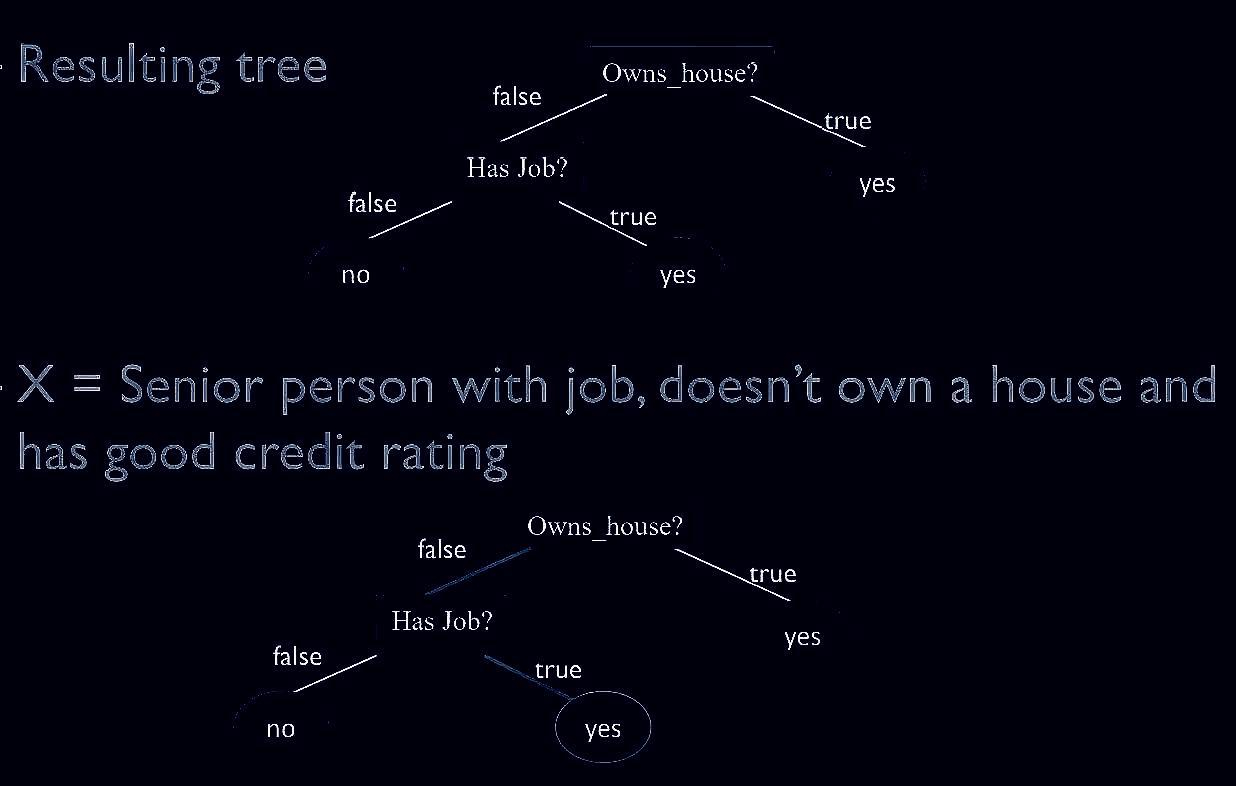 Resulting tree
Owns_house?
false
true
Has Job?
yes
false
true
no
yes
X = Senior person with job, doesn't own a house and
has good credit rating
Owns_house?
false
true
Has Job?
yes
false
true
no
yes